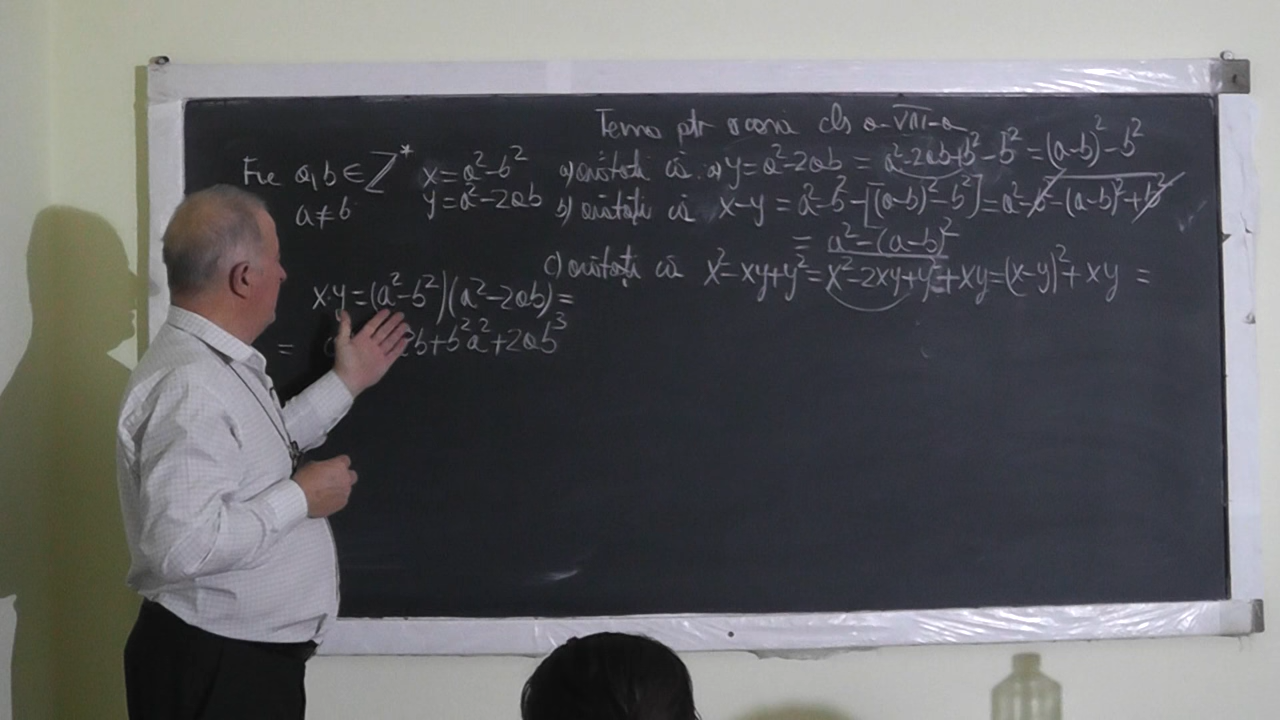 Tema ptr acasa cls a-VIII-a
Fie a,b ∈ Z* x=a²-b²
a≠b y=a²-2ab
a) arătați că a) y=a²-2ab = a²-2ab+b²-b² =(a-b)²-b²
b) arătați că x-y = a²-b²-[(a-b)²-b²]=a²-b²-(a-b)²+b²
= a²-(a-b)²
c) arătați că x²-xy+y²=x²-2xy+y²+xy=(x-y)²+xy =
x·y=(a²-b²)(a²-2ab)=
= b+b²a²+2ab³